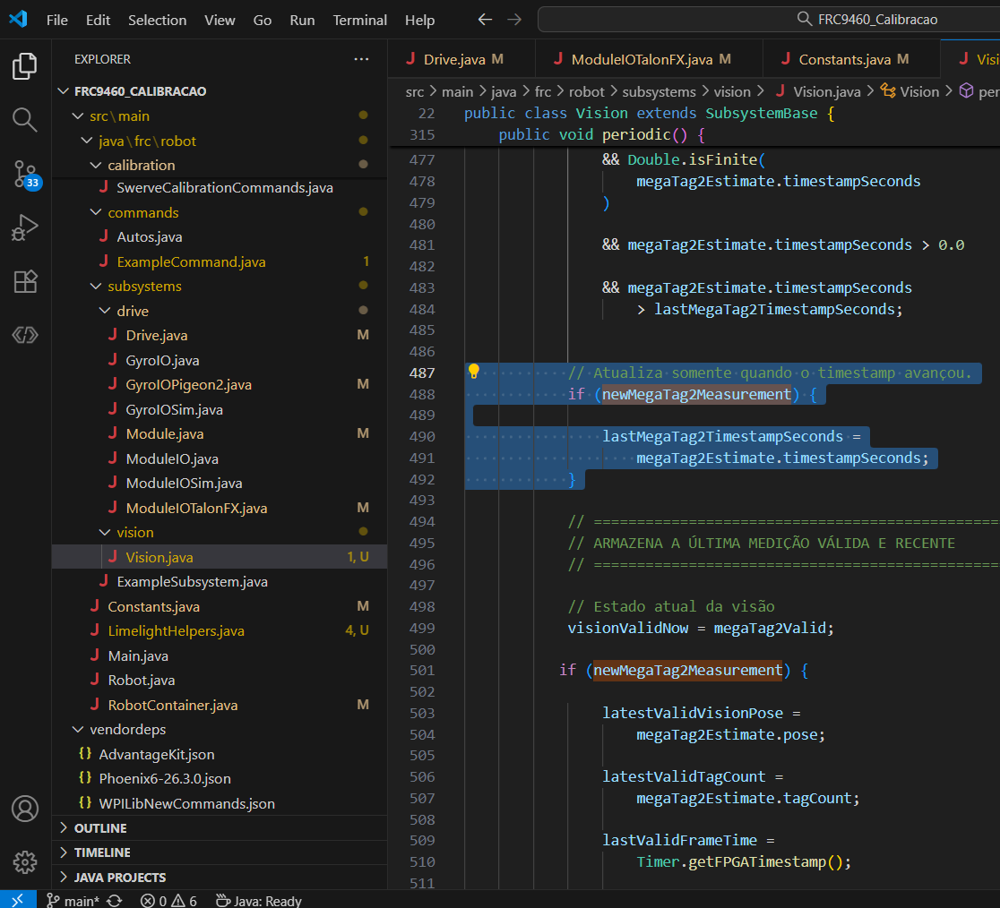 File Edit Selection View Go Run Terminal Help FRC9460_Calibracao
EXPLORER
FRC9460_CALIBRACAO
src\main
java\frc\robot
calibration
SwerveCalibrationCommands.java
commands
Autos.java
ExampleCommand.java 1
subsystems
drive
Drive.java M
GyroIO.java
GyroIOPigeon2.java M
GyroIOSim.java
Module.java M
ModuleIO.java
ModuleIOSim.java
ModuleIOTalonFX.java M
vision
Vision.java 1, U
ExampleSubsystem.java
Constants.java M
LimelightHelpers.java 4, U
Main.java
Robot.java
RobotContainer.java M
vendordeps
{} AdvantageKit.json
{} Phoenix6-26.3.0.json
{} WPILibNewCommands.json
OUTLINE
TIMELINE
JAVA PROJECTS
33
J Drive.java M J ModuleIOTalonFX.java M J Constants.java M J Visi
src > main > java > frc > robot > subsystems > vision > J Vision.java > Vision > per
22 public class Vision extends SubsystemBase {
315 public void periodic() {
477 && Double.isFinite(
478 megaTag2Estimate.timestampSeconds
479 )
480
481 && megaTag2Estimate.timestampSeconds > 0.0
482
483 && megaTag2Estimate.timestampSeconds
484 > lastMegaTag2TimestampSeconds;
485
486
487 // Atualiza somente quando o timestamp avançou.
488 if (newMegaTag2Measurement) {
489
490 lastMegaTag2TimestampSeconds =
491 megaTag2Estimate.timestampSeconds;
492 }
493
494 // ===============================================
495 // ARMAZENA A ÚLTIMA MEDIÇÃO VÁLIDA E RECENTE
496 // ===============================================
497
498 // Estado atual da visão
499 visionValidNow = megaTag2Valid;
500
501 if (newMegaTag2Measurement) {
502
503 latestValidVisionPose =
504 megaTag2Estimate.pose;
505
506 latestValidTagCount =
507 megaTag2Estimate.tagCount;
508
509 lastValidFrameTime =
510 Timer.getFPGATimestamp();
511
main* 0 6 Java: Ready